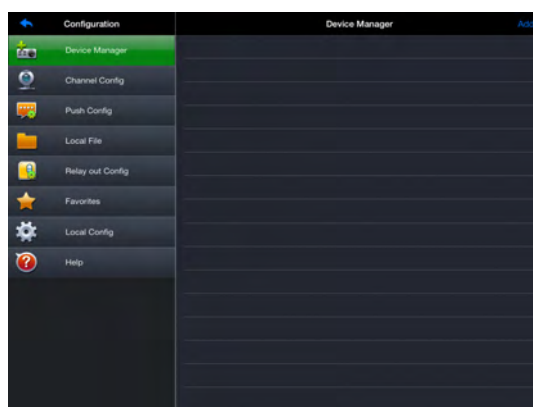 Configuration
Device Manager
Add
Device Manager
Channel Config
Push Config
Local File
Relay out Config
Favorites
Local Config
Help